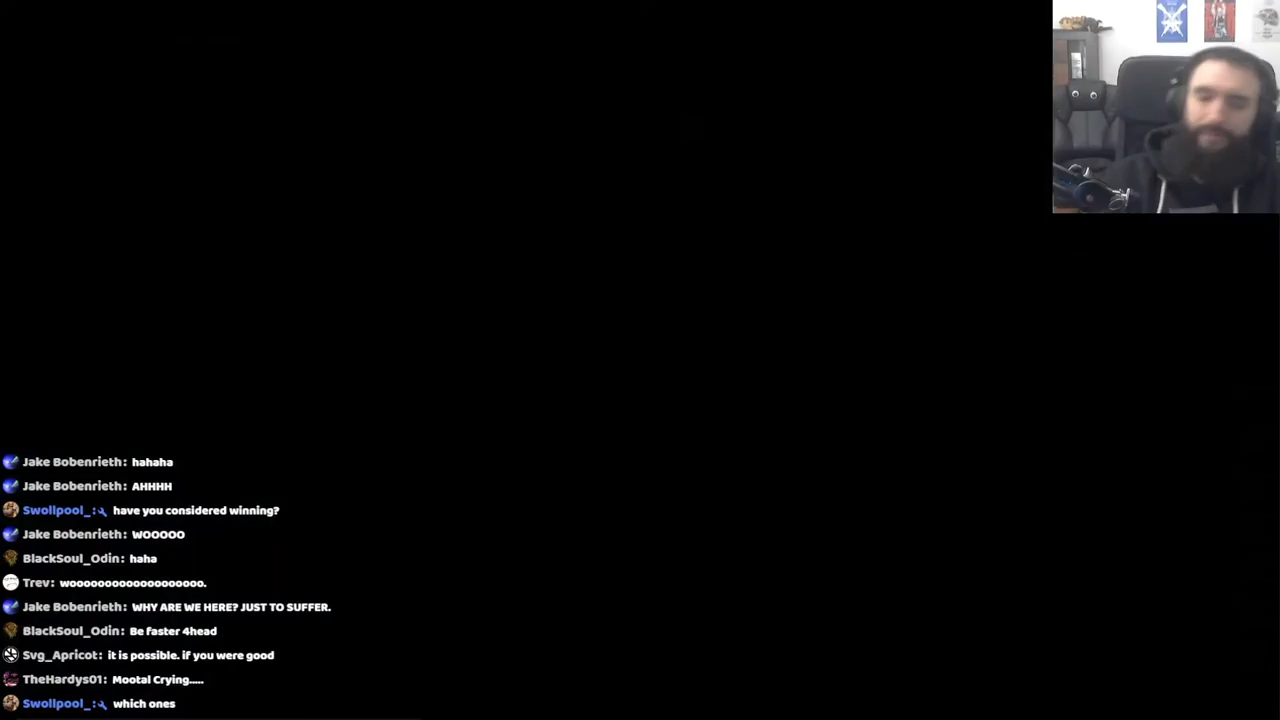 Jake Bobenrieth: hahaha
Jake Bobenrieth: AHHHH
Swollpool_: have you considered winning?
Jake Bobenrieth: WOOOOO
BlackSoul_Odin: haha
Trev: woooooooooooooooooo.
Jake Bobenrieth: WHY ARE WE HERE? JUST TO SUFFER.
BlackSoul_Odin: Be faster 4head
Svg_Apricot: it is possible. if you were good
TheHardys01: Mootal Crying.....
Swollpool_: which ones